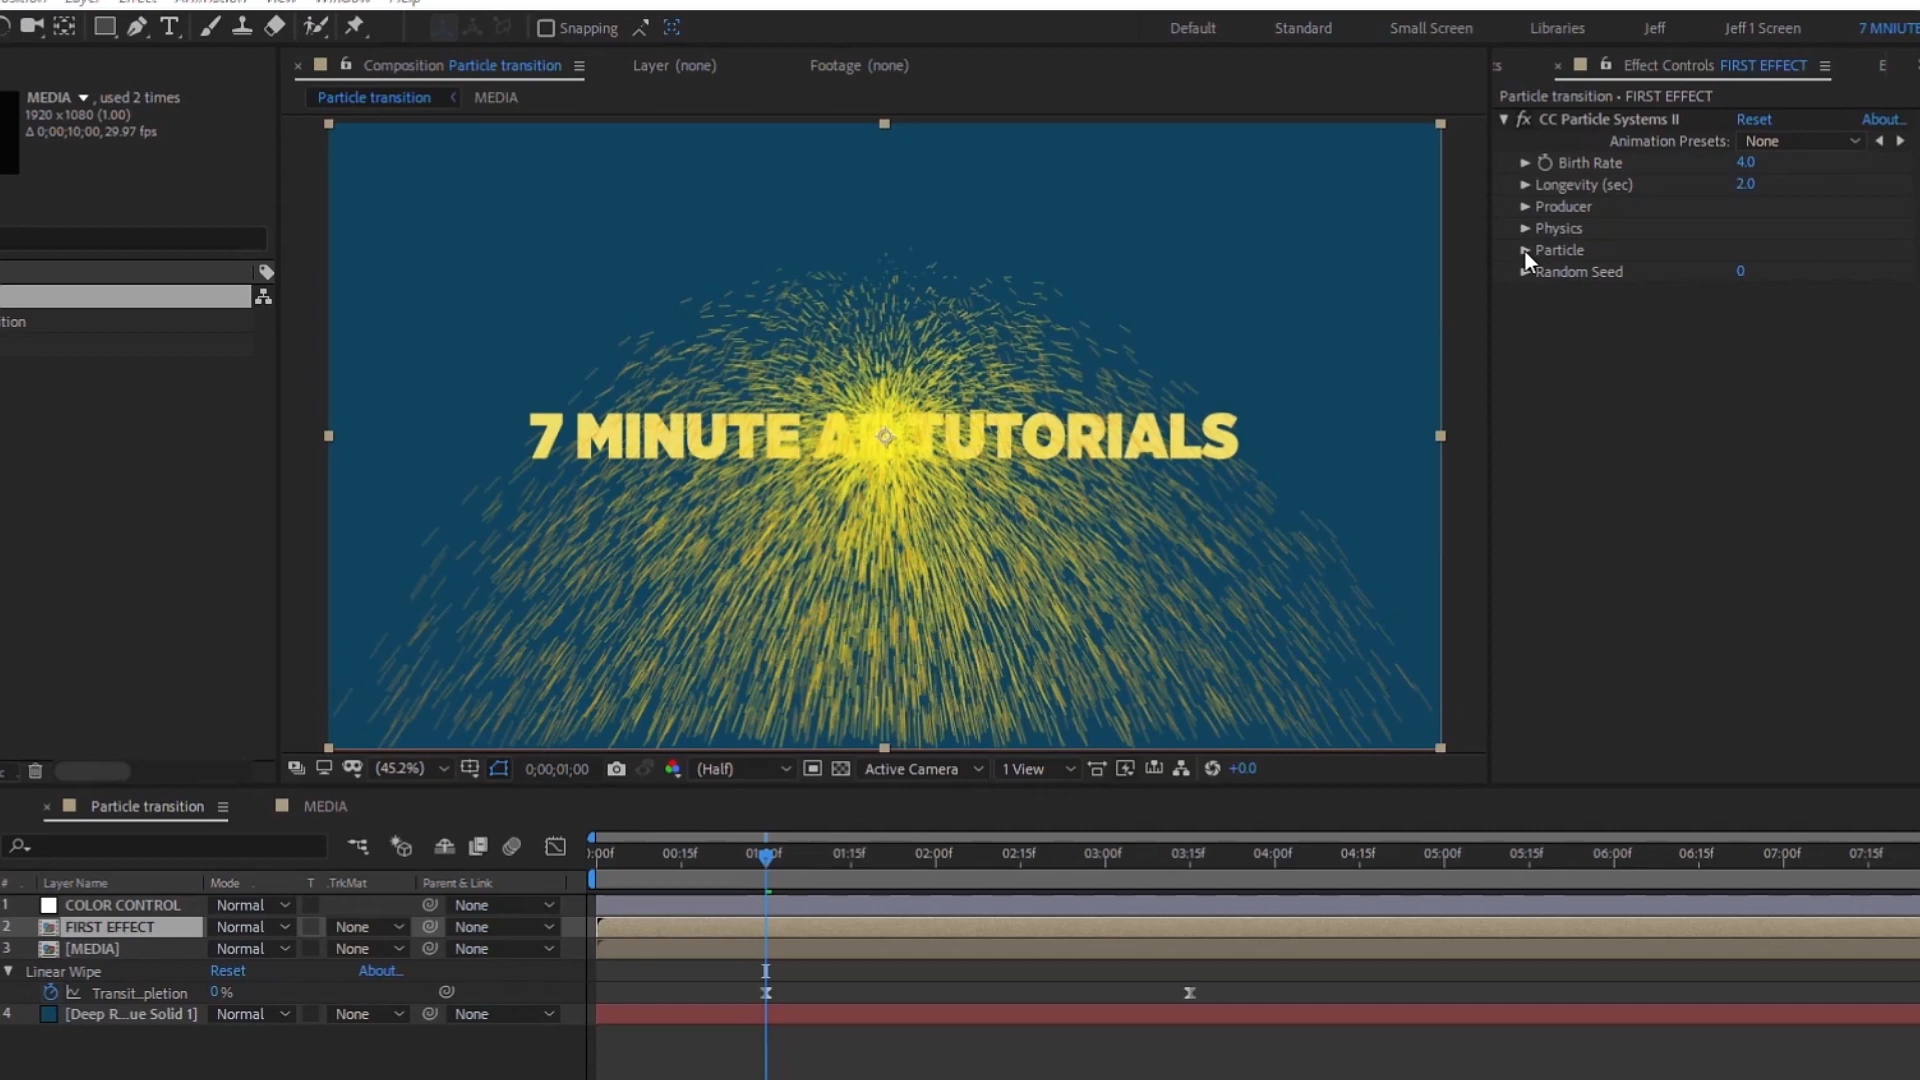 Snapping
Default Standard Small Screen Libraries Jeff Jeff 1 Screen 7 MNIUTE
MEDIA , used 2 times
1920 x 1080 (1.00)
Δ 0;00;10;00, 29.97 fps
ition
Composition Particle transition
Layer (none)
Footage (none)
Particle transition MEDIA
7 MINUTE AE TUTORIALS
(45.2%) 0;00;01;00 (Half) Active Camera 1 View +0.0
Effect Controls FIRST EFFECT E
Particle transition • FIRST EFFECT
fx CC Particle Systems II Reset About...
Animation Presets: None
Birth Rate 4.0
Longevity (sec) 2.0
Producer
Physics
Particle
Random Seed 0
Particle transition MEDIA
):00f 00:15f 01:00f 01:15f 02:00f 02:15f 03:00f 03:15f 04:00f 04:15f 05:00f 05:15f 06:00f 06:15f 07:00f 07:15f
# Layer Name Mode T .TrkMat Parent & Link
1 COLOR CONTROL Normal None
2 FIRST EFFECT Normal None None
3 [MEDIA] Normal None None
Linear Wipe Reset About...
Transit...pletion 0%
4 [Deep R...ue Solid 1] Normal None None